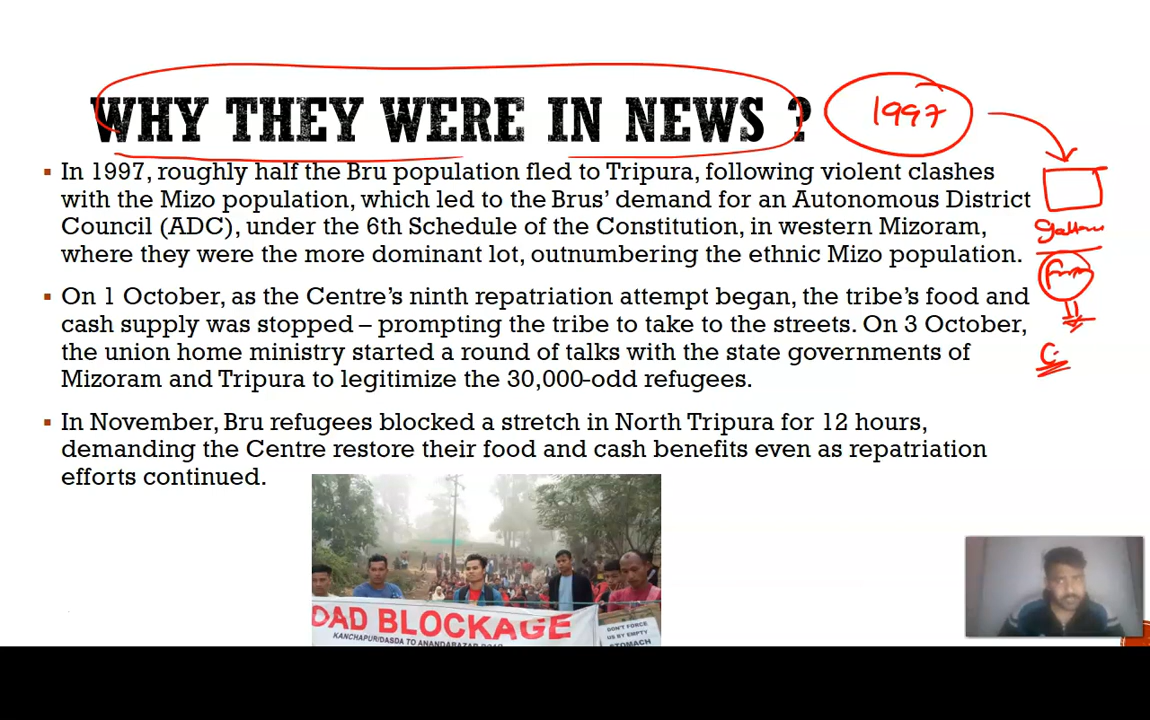 WHY THEY WERE IN NEWS ?
1997
▪ In 1997, roughly half the Bru population fled to Tripura, following violent clashes
with the Mizo population, which led to the Brus’ demand for an Autonomous District
Council (ADC), under the 6th Schedule of the Constitution, in western Mizoram,
where they were the more dominant lot, outnumbering the ethnic Mizo population.
▪ On 1 October, as the Centre’s ninth repatriation attempt began, the tribe’s food and
cash supply was stopped – prompting the tribe to take to the streets. On 3 October,
the union home ministry started a round of talks with the state governments of
Mizoram and Tripura to legitimize the 30,000-odd refugees.
▪ In November, Bru refugees blocked a stretch in North Tripura for 12 hours,
demanding the Centre restore their food and cash benefits even as repatriation
efforts continued.
OAD BLOCKAGE
KANCHAPUR/DASDA TO ANANDABAZAR ROAD
DON'T FORCE
US BY EMPTY
STOMACH